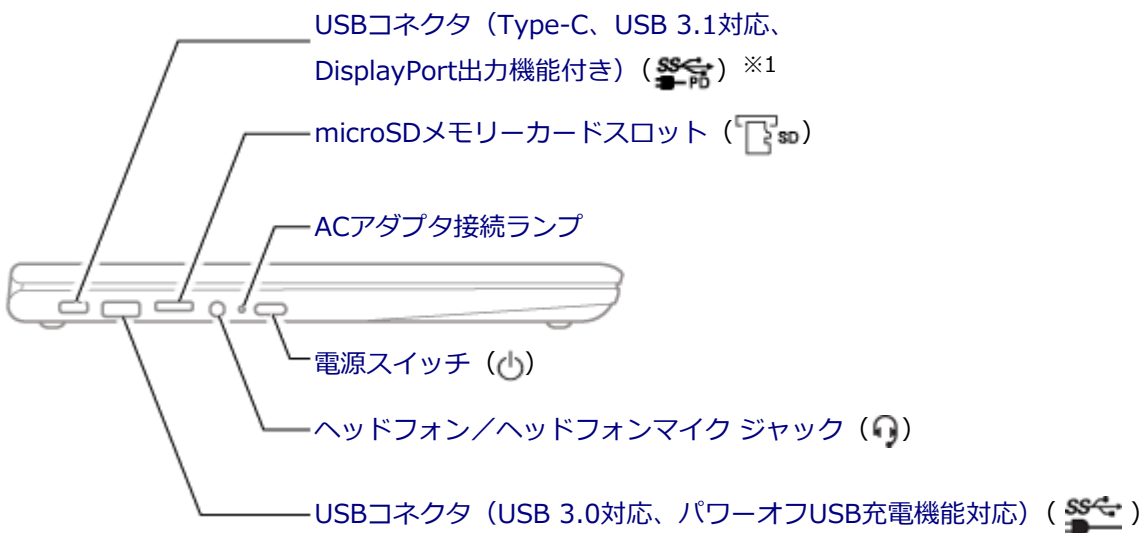 USBコネクタ（Type-C、USB 3.1対応、
DisplayPort出力機能付き）（SS PD）※1
microSDメモリーカードスロット（SD）
ACアダプタ接続ランプ
電源スイッチ（⏻）
ヘッドフォン／ヘッドフォンマイク ジャック（）
USBコネクタ（USB 3.0対応、パワーオフUSB充電機能対応）（SS）